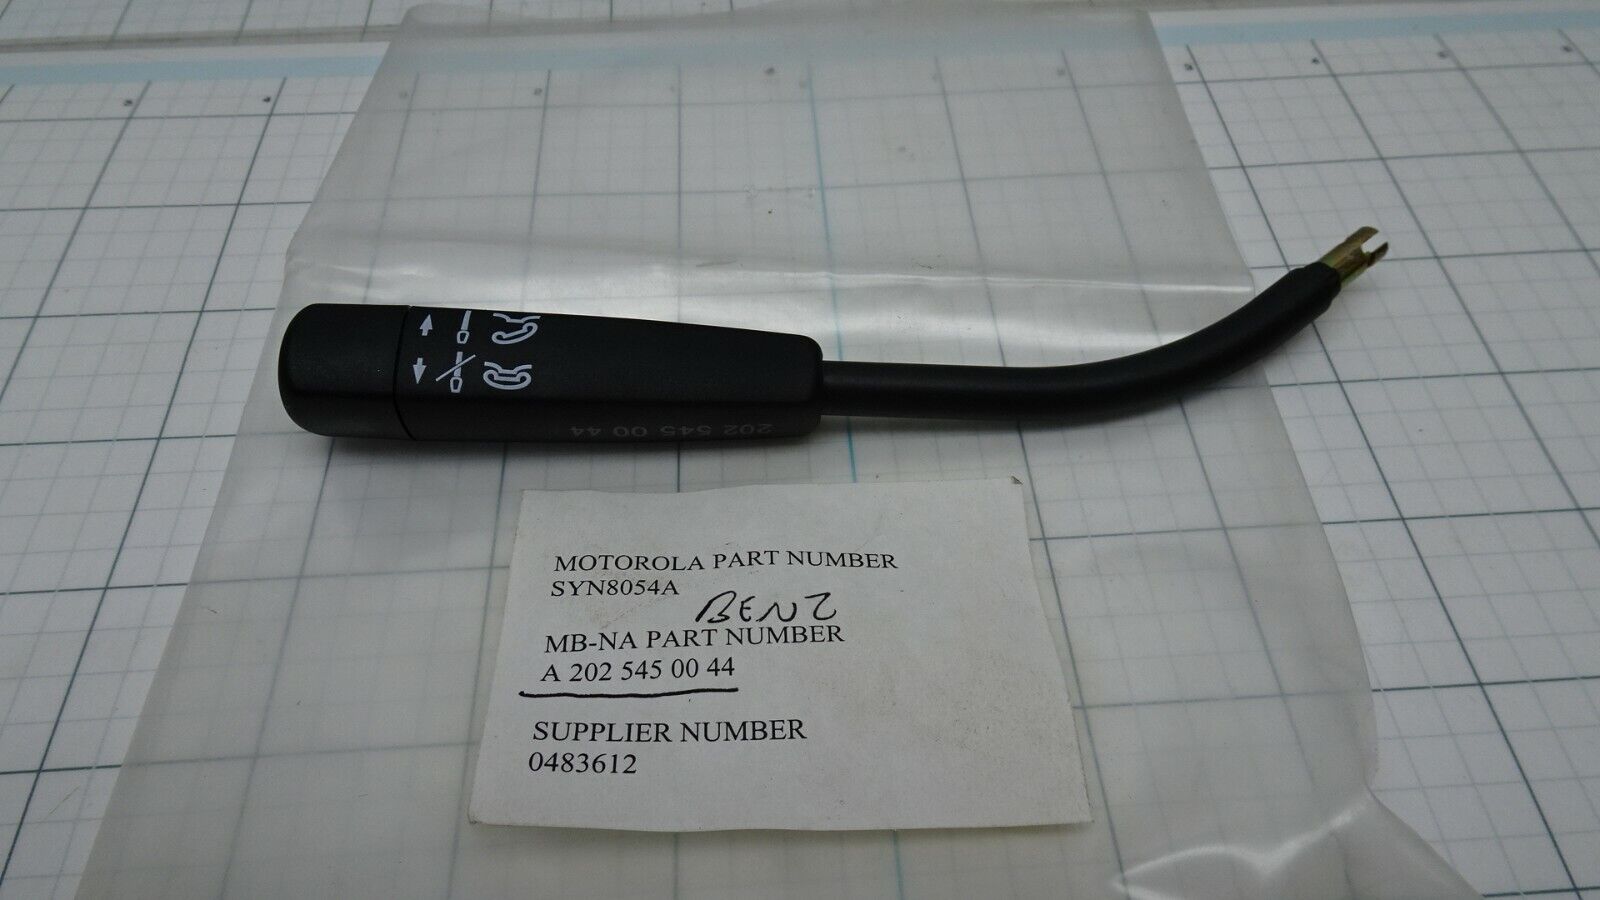 202 545 00 44
MOTOROLA PART NUMBER
SYN8054A
BENZ
MB-NA PART NUMBER
A 202 545 00 44
SUPPLIER NUMBER
0483612